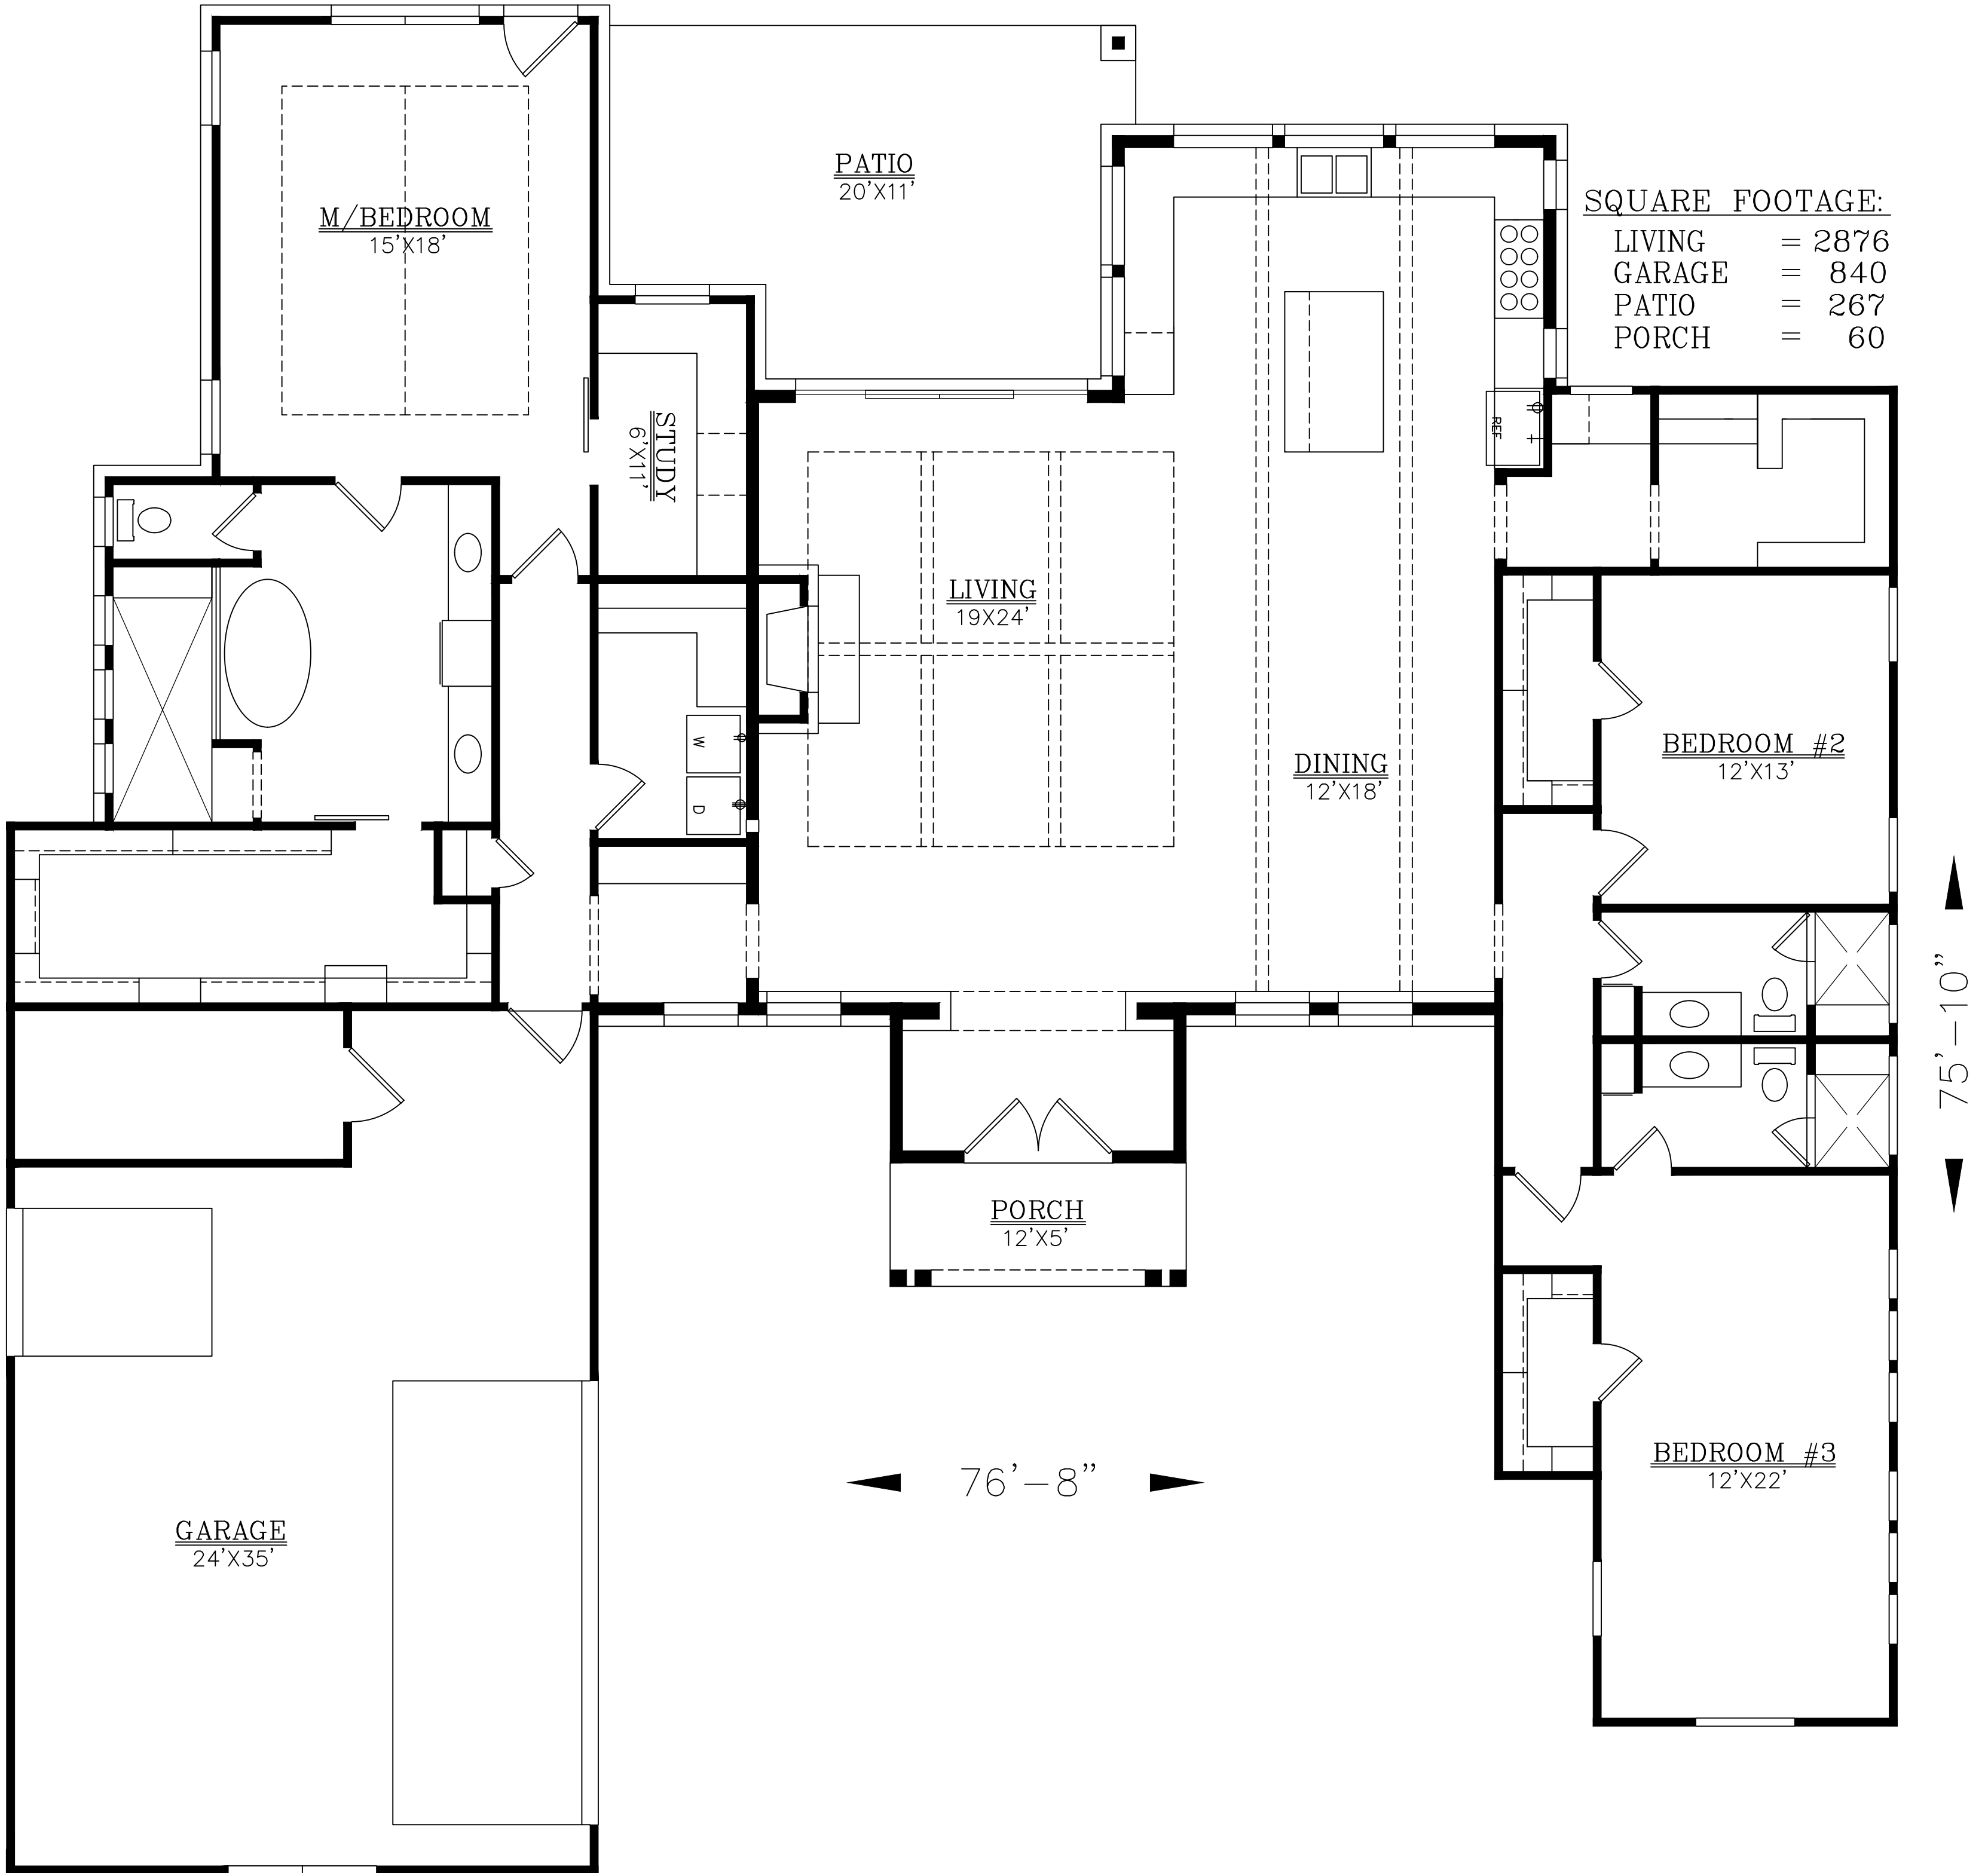 PATIO
20'X11'
M/BEDROOM
15'X18'
SQUARE FOOTAGE:
LIVING = 2876
GARAGE = 840
PATIO = 267
PORCH = 60
STUDY
6'X11'
REF
LIVING
19X24'
W
D
DINING
12'X18'
BEDROOM #2
12'X13'
75'-10"
PORCH
12'X5'
76'-8"
BEDROOM #3
12'X22'
GARAGE
24'X35'